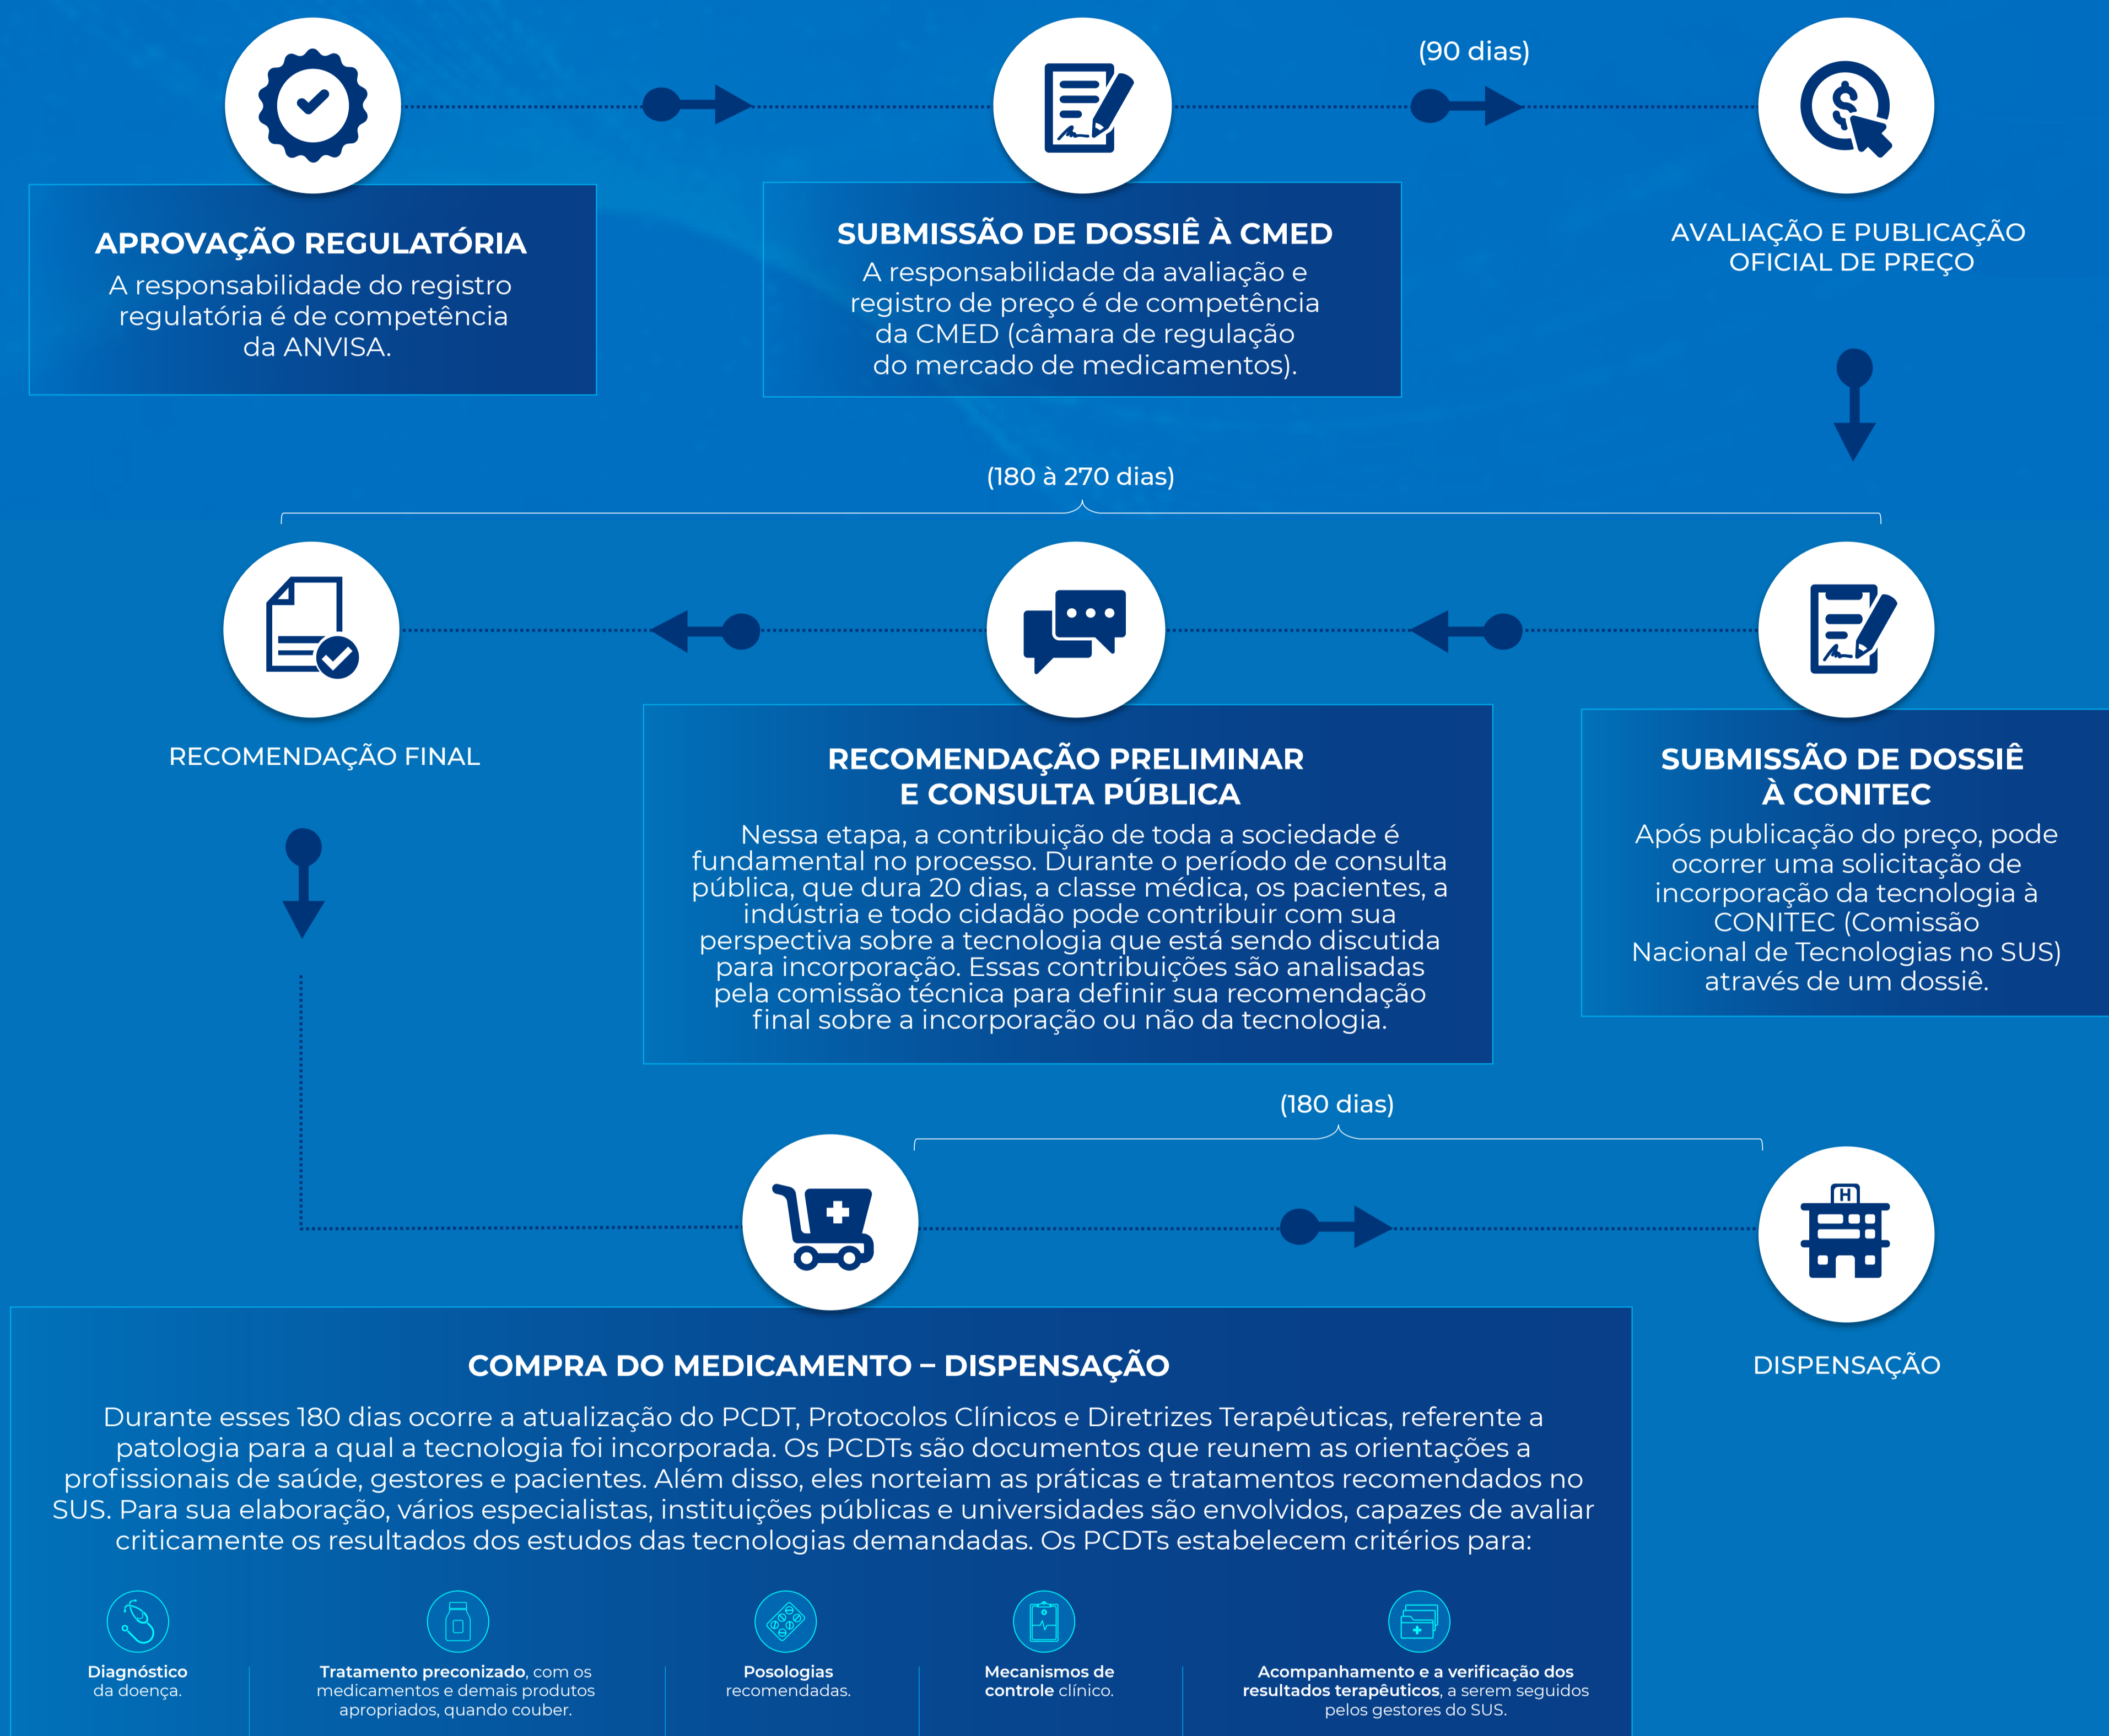 (90 dias)
APROVAÇÃO REGULATÓRIA
A responsabilidade do registro
regulatória é de competência
da ANVISA.
SUBMISSÃO DE DOSSIÊ À CMED
A responsabilidade da avaliação e
registro de preço é de competência
da CMED (câmara de regulação
do mercado de medicamentos).
AVALIAÇÃO E PUBLICAÇÃO
OFICIAL DE PREÇO
(180 à 270 dias)
SUBMISSÃO DE DOSSIÊ
À CONITEC
Após publicação do preço, pode
ocorrer uma solicitação de
incorporação da tecnologia à
CONITEC (Comissão
Nacional de Tecnologias no SUS)
através de um dossiê.
RECOMENDAÇÃO PRELIMINAR
E CONSULTA PÚBLICA
Nessa etapa, a contribuição de toda a sociedade é
fundamental no processo. Durante o período de consulta
pública, que dura 20 dias, a classe médica, os pacientes, a
indústria e todo cidadão pode contribuir com sua
perspectiva sobre a tecnologia que está sendo discutida
para incorporação. Essas contribuições são analisadas
pela comissão técnica para definir sua recomendação
final sobre a incorporação ou não da tecnologia.
RECOMENDAÇÃO FINAL
(180 dias)
H
DISPENSAÇÃO
COMPRA DO MEDICAMENTO – DISPENSAÇÃO
Durante esses 180 dias ocorre a atualização do PCDT, Protocolos Clínicos e Diretrizes Terapêuticas, referente a
patologia para a qual a tecnologia foi incorporada. Os PCDTs são documentos que reunem as orientações a
profissionais de saúde, gestores e pacientes. Além disso, eles norteiam as práticas e tratamentos recomendados no
SUS. Para sua elaboração, vários especialistas, instituições públicas e universidades são envolvidos, capazes de avaliar
criticamente os resultados dos estudos das tecnologias demandadas. Os PCDTs estabelecem critérios para:
Diagnóstico
da doença.
Tratamento preconizado, com os
medicamentos e demais produtos
apropriados, quando couber.
Posologias
recomendadas.
Mecanismos de
controle clínico.
Acompanhamento e a verificação dos
resultados terapêuticos, a serem seguidos
pelos gestores do SUS.